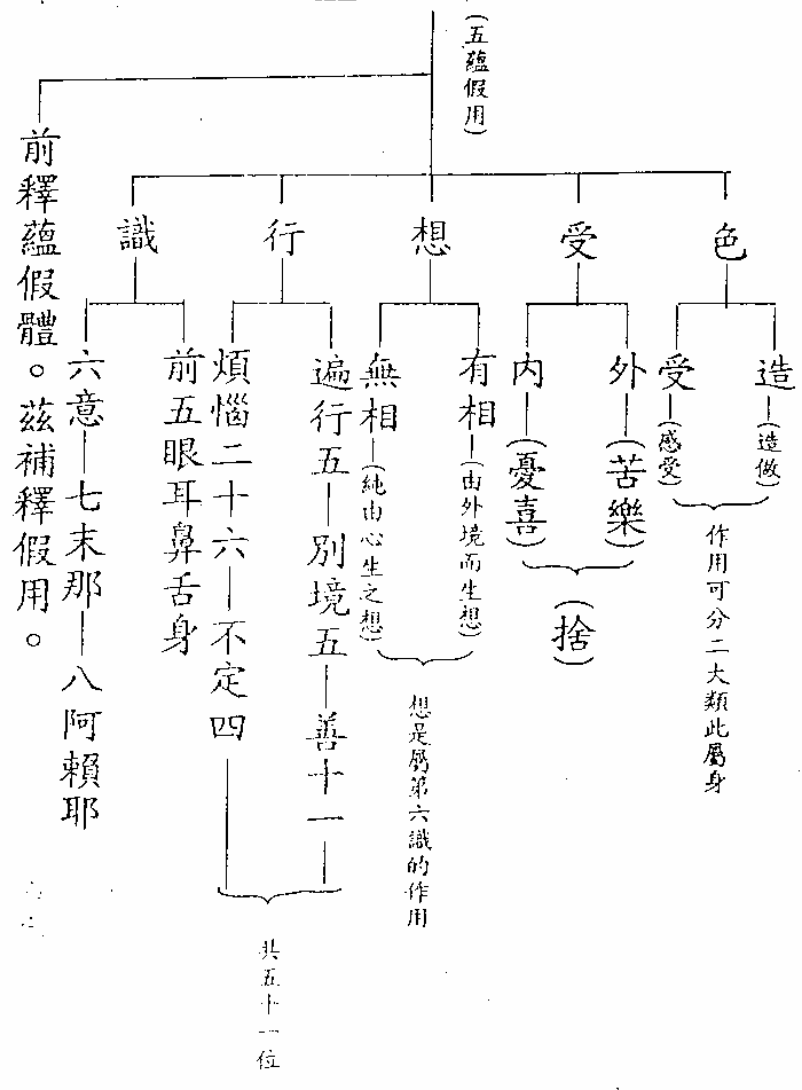 (五蘊假用)
色
造—(造做)
受—(感受)
作用可分二大類此屬身
受
外—(苦樂)
內—(憂喜)
(捨)
想
有相—(由外境而生想)
無相—(純由心生之想)
想是屬第六識的作用
行
遍行五—別境五—善十一
煩惱二十六—不定四
共五十一位
識
前五眼耳鼻舌身
六意—七末那—八阿賴耶
前釋蘊假體。茲補釋假用。